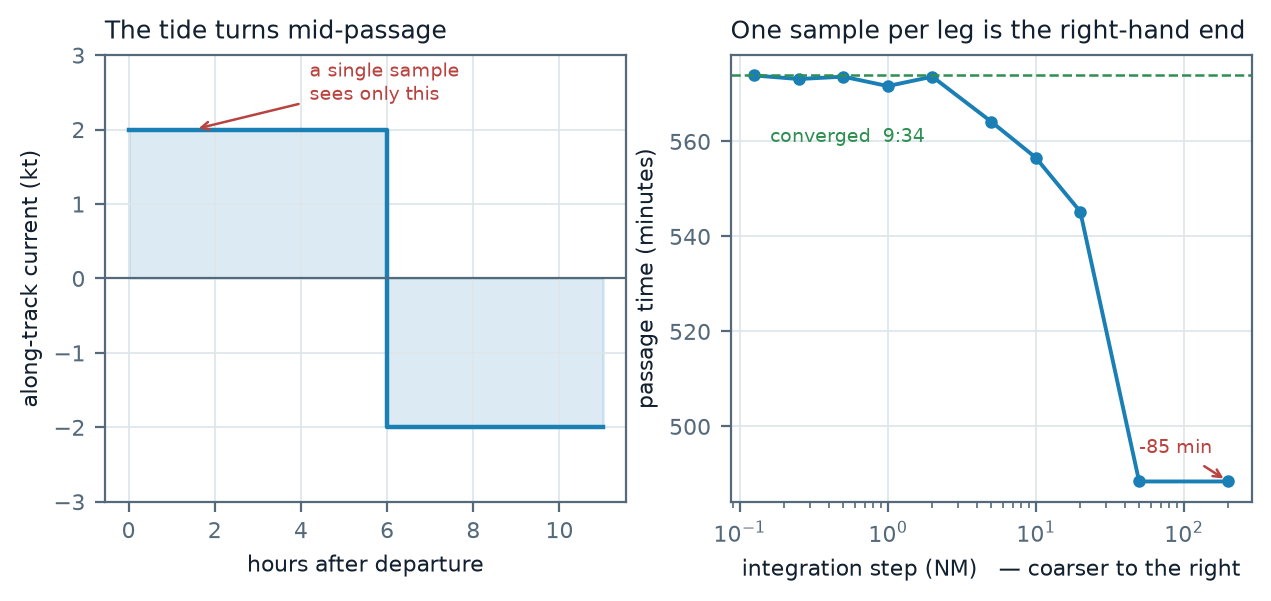 The tide turns mid-passage
3
2
1
0
−1
−2
−3
along-track current (kt)
a single sample
sees only this
0
2
4
6
8
10
hours after departure
One sample per leg is the right-hand end
560
540
520
500
passage time (minutes)
converged  9:34
-85 min
10⁻¹
10⁰
10¹
10²
integration step (NM)   — coarser to the right